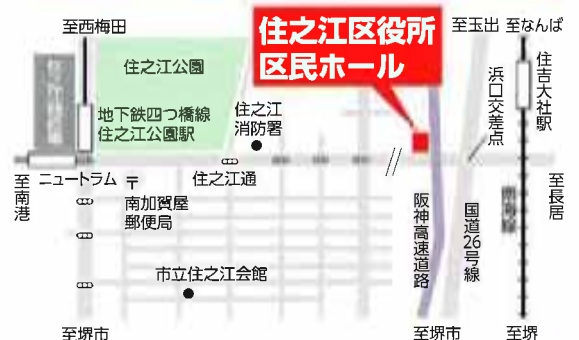 至西梅田
住之江区役所
区民ホール
至玉出
至なんば
住之江公園
地下鉄四つ橋線
住之江公園駅
住之江
消防署
浜口交差点
住吉大社駅
至南港
ニュートラム
〒
南加賀屋
郵便局
住之江通
阪神高速道路
国道26号線
至長居
市立住之江会館
至堺市
至堺市
至堺